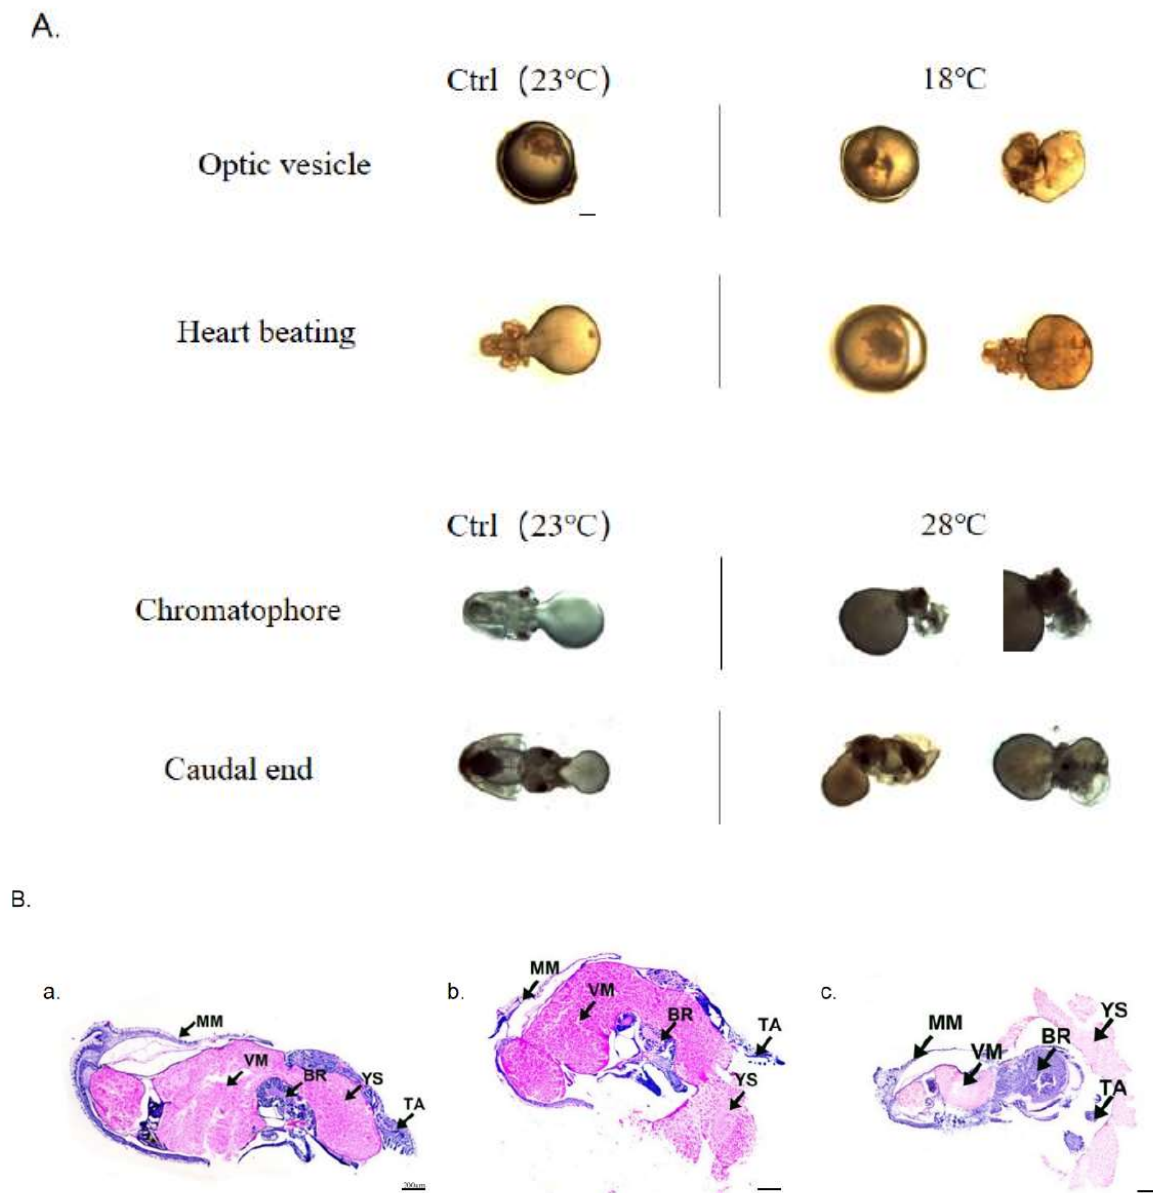 A.
Ctrl (23℃) 18℃
Optic vesicle
Heart beating
Ctrl (23℃) 28℃
Chromatophore
Caudal end
B.
a. b. c.
MM VM BR YS TA
200um
MM VM BR TA YS
MM VM BR YS TA